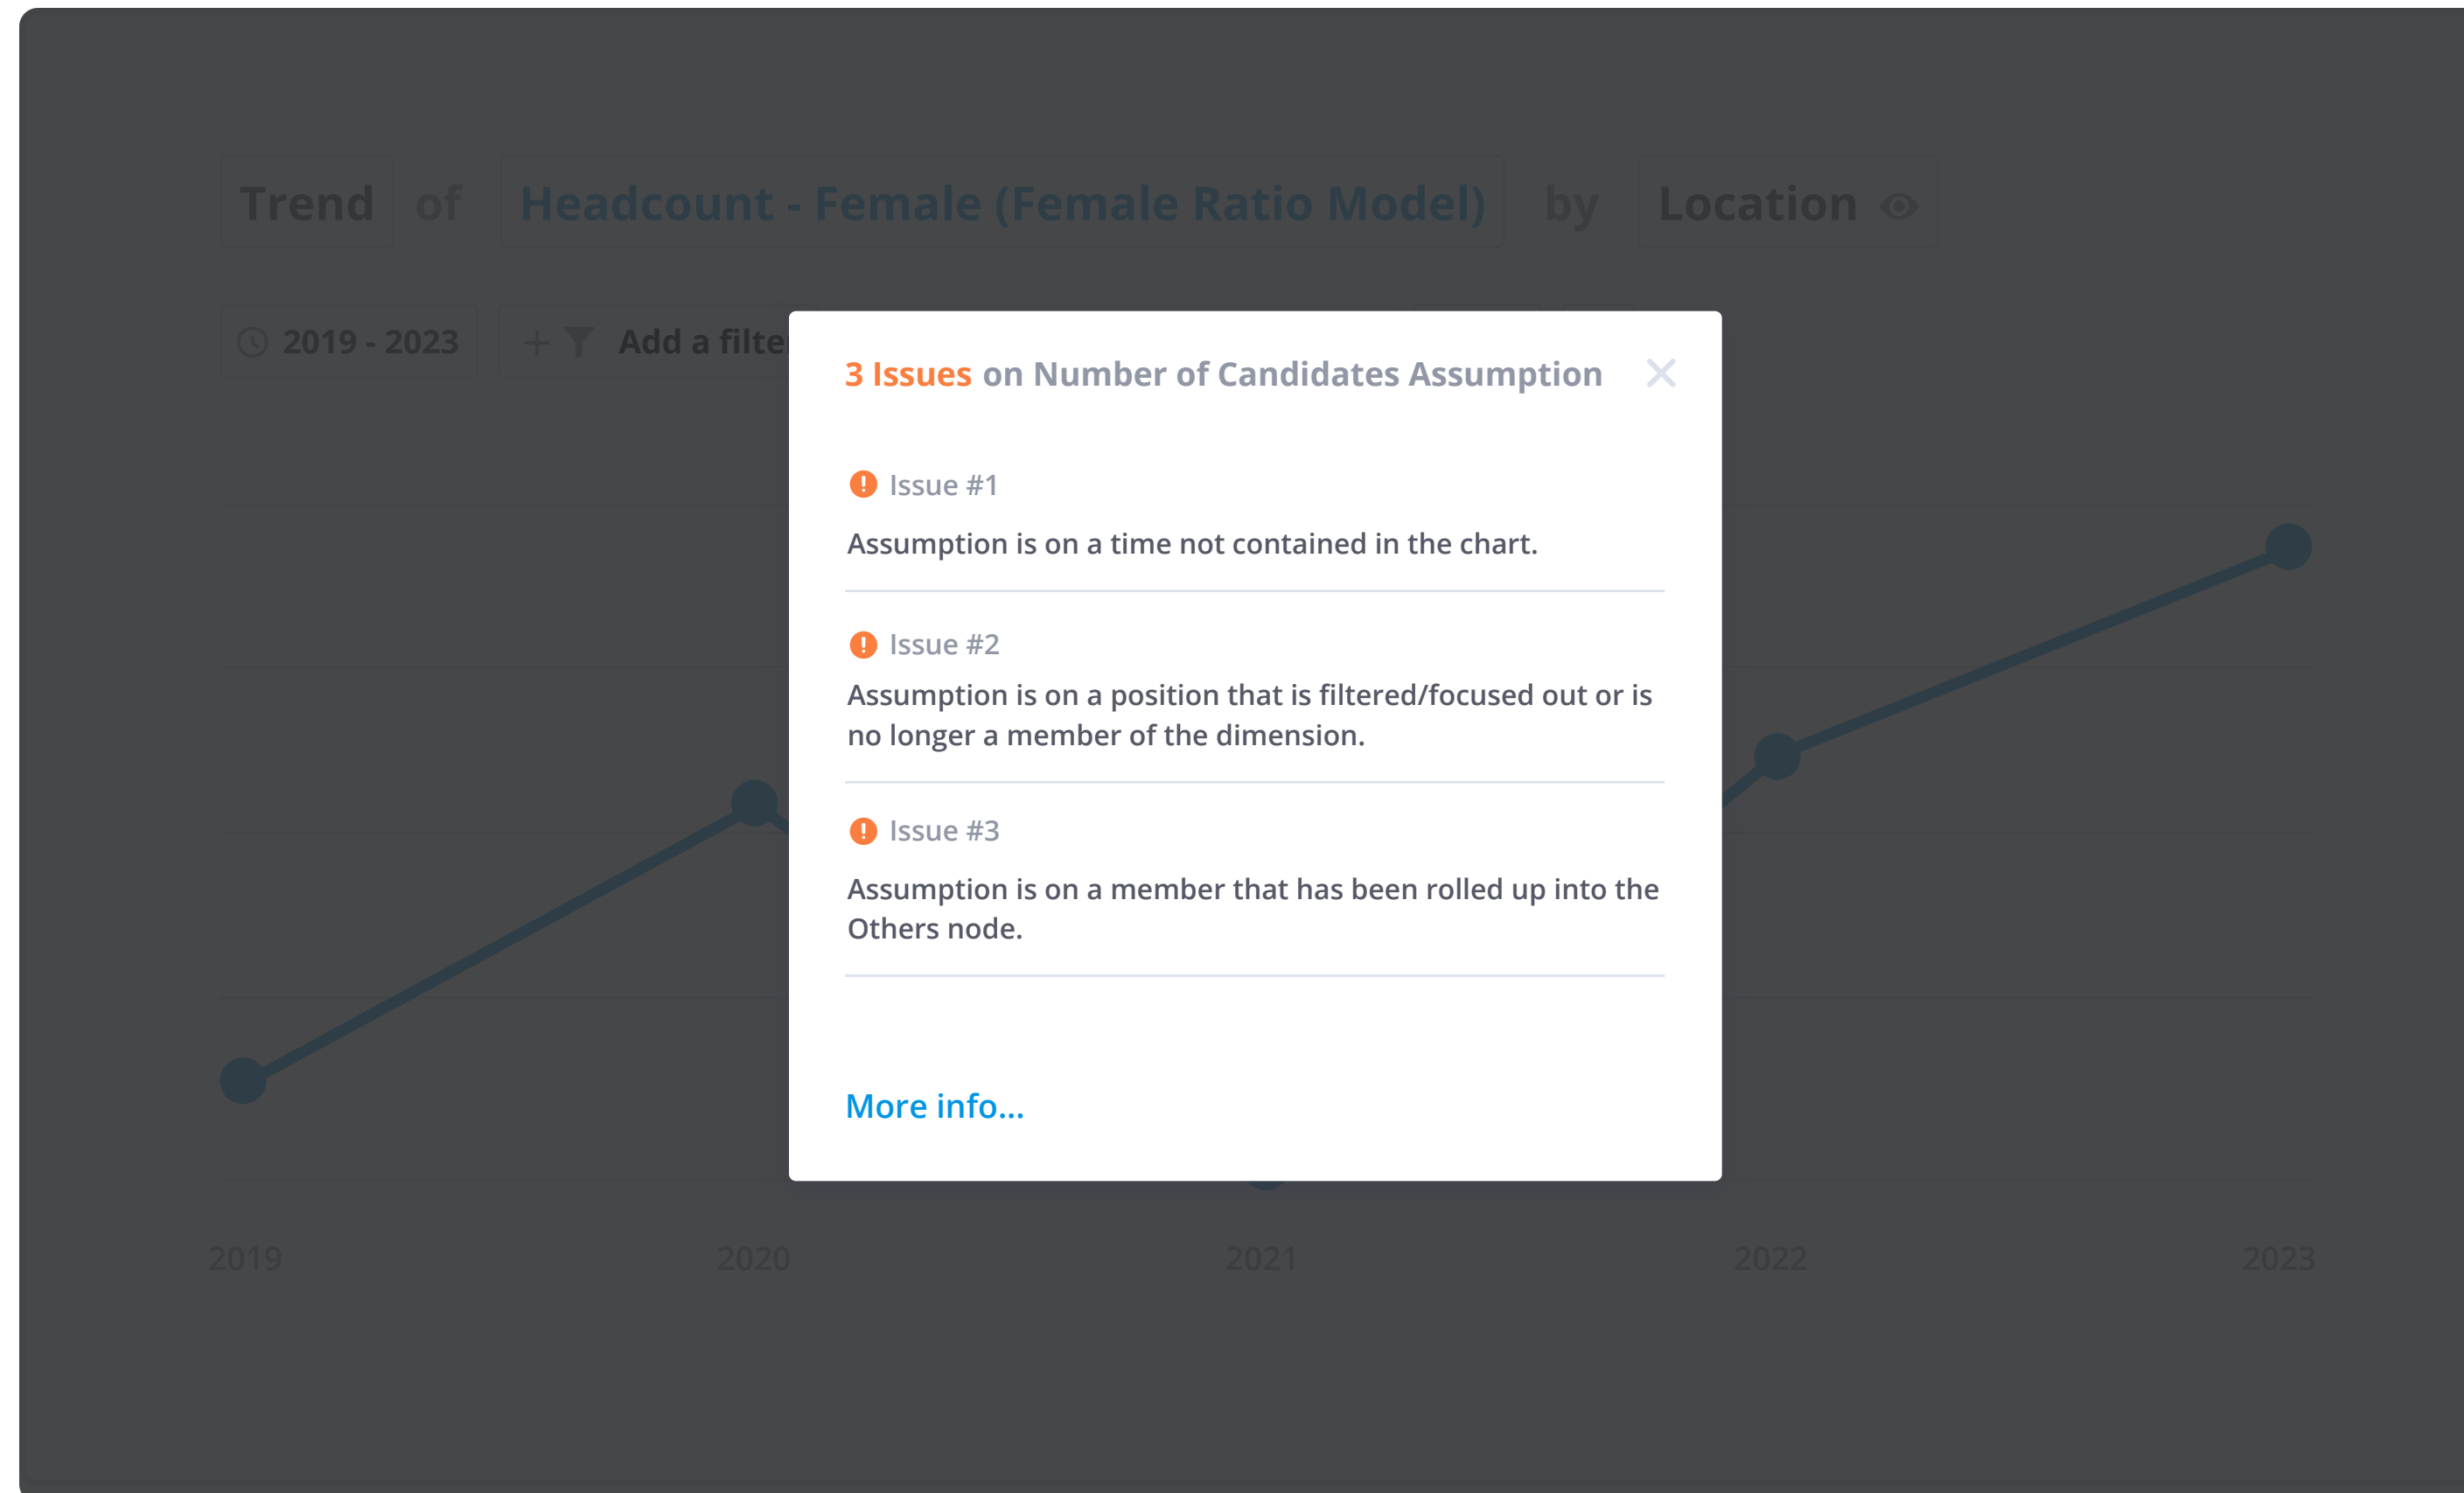 Trend of Headcount - Female (Female Ratio Model) by Location
2019 - 2023 + Add a filte
3 Issues on Number of Candidates Assumption
Issue #1
Assumption is on a time not contained in the chart.
Issue #2
Assumption is on a position that is filtered/focused out or is
no longer a member of the dimension.
Issue #3
Assumption is on a member that has been rolled up into the
Others node.
More info...
2019 2020 2021 2022 2023